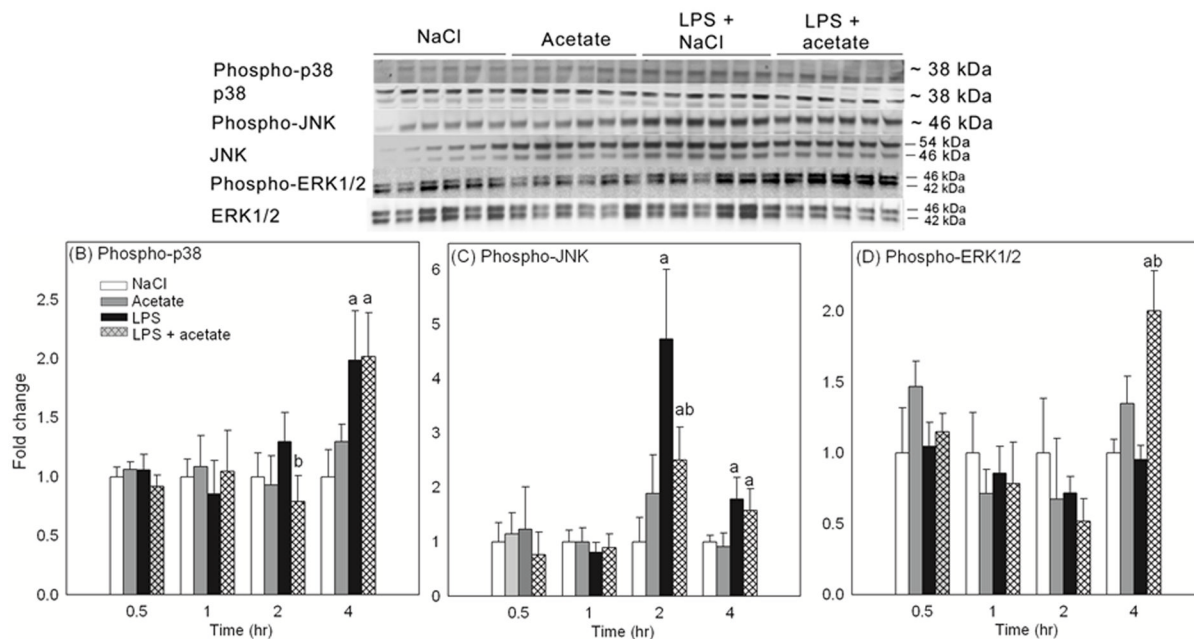 LPS + LPS +
NaCl Acetate NaCl acetate
Phospho-p38 ~ 38 kDa
p38 ~ 38 kDa
Phospho-JNK ~ 46 kDa
JNK 54 kDa
46 kDa
Phospho-ERK1/2 46 kDa
42 kDa
ERK1/2 46 kDa
42 kDa
(B) Phospho-p38
NaCl
Acetate
LPS
LPS + acetate
a a
b
2.5
2.0
1.5
1.0
0.5
0.0
Fold change
0.5 1 2 4
Time (hr)
(C) Phospho-JNK
a
ab
a a
6
5
4
3
2
1
0
0.5 1 2 4
Time (hr)
(D) Phospho-ERK1/2
ab
2.0
1.5
1.0
0.5
0.0
0.5 1 2 4
Time (hr)